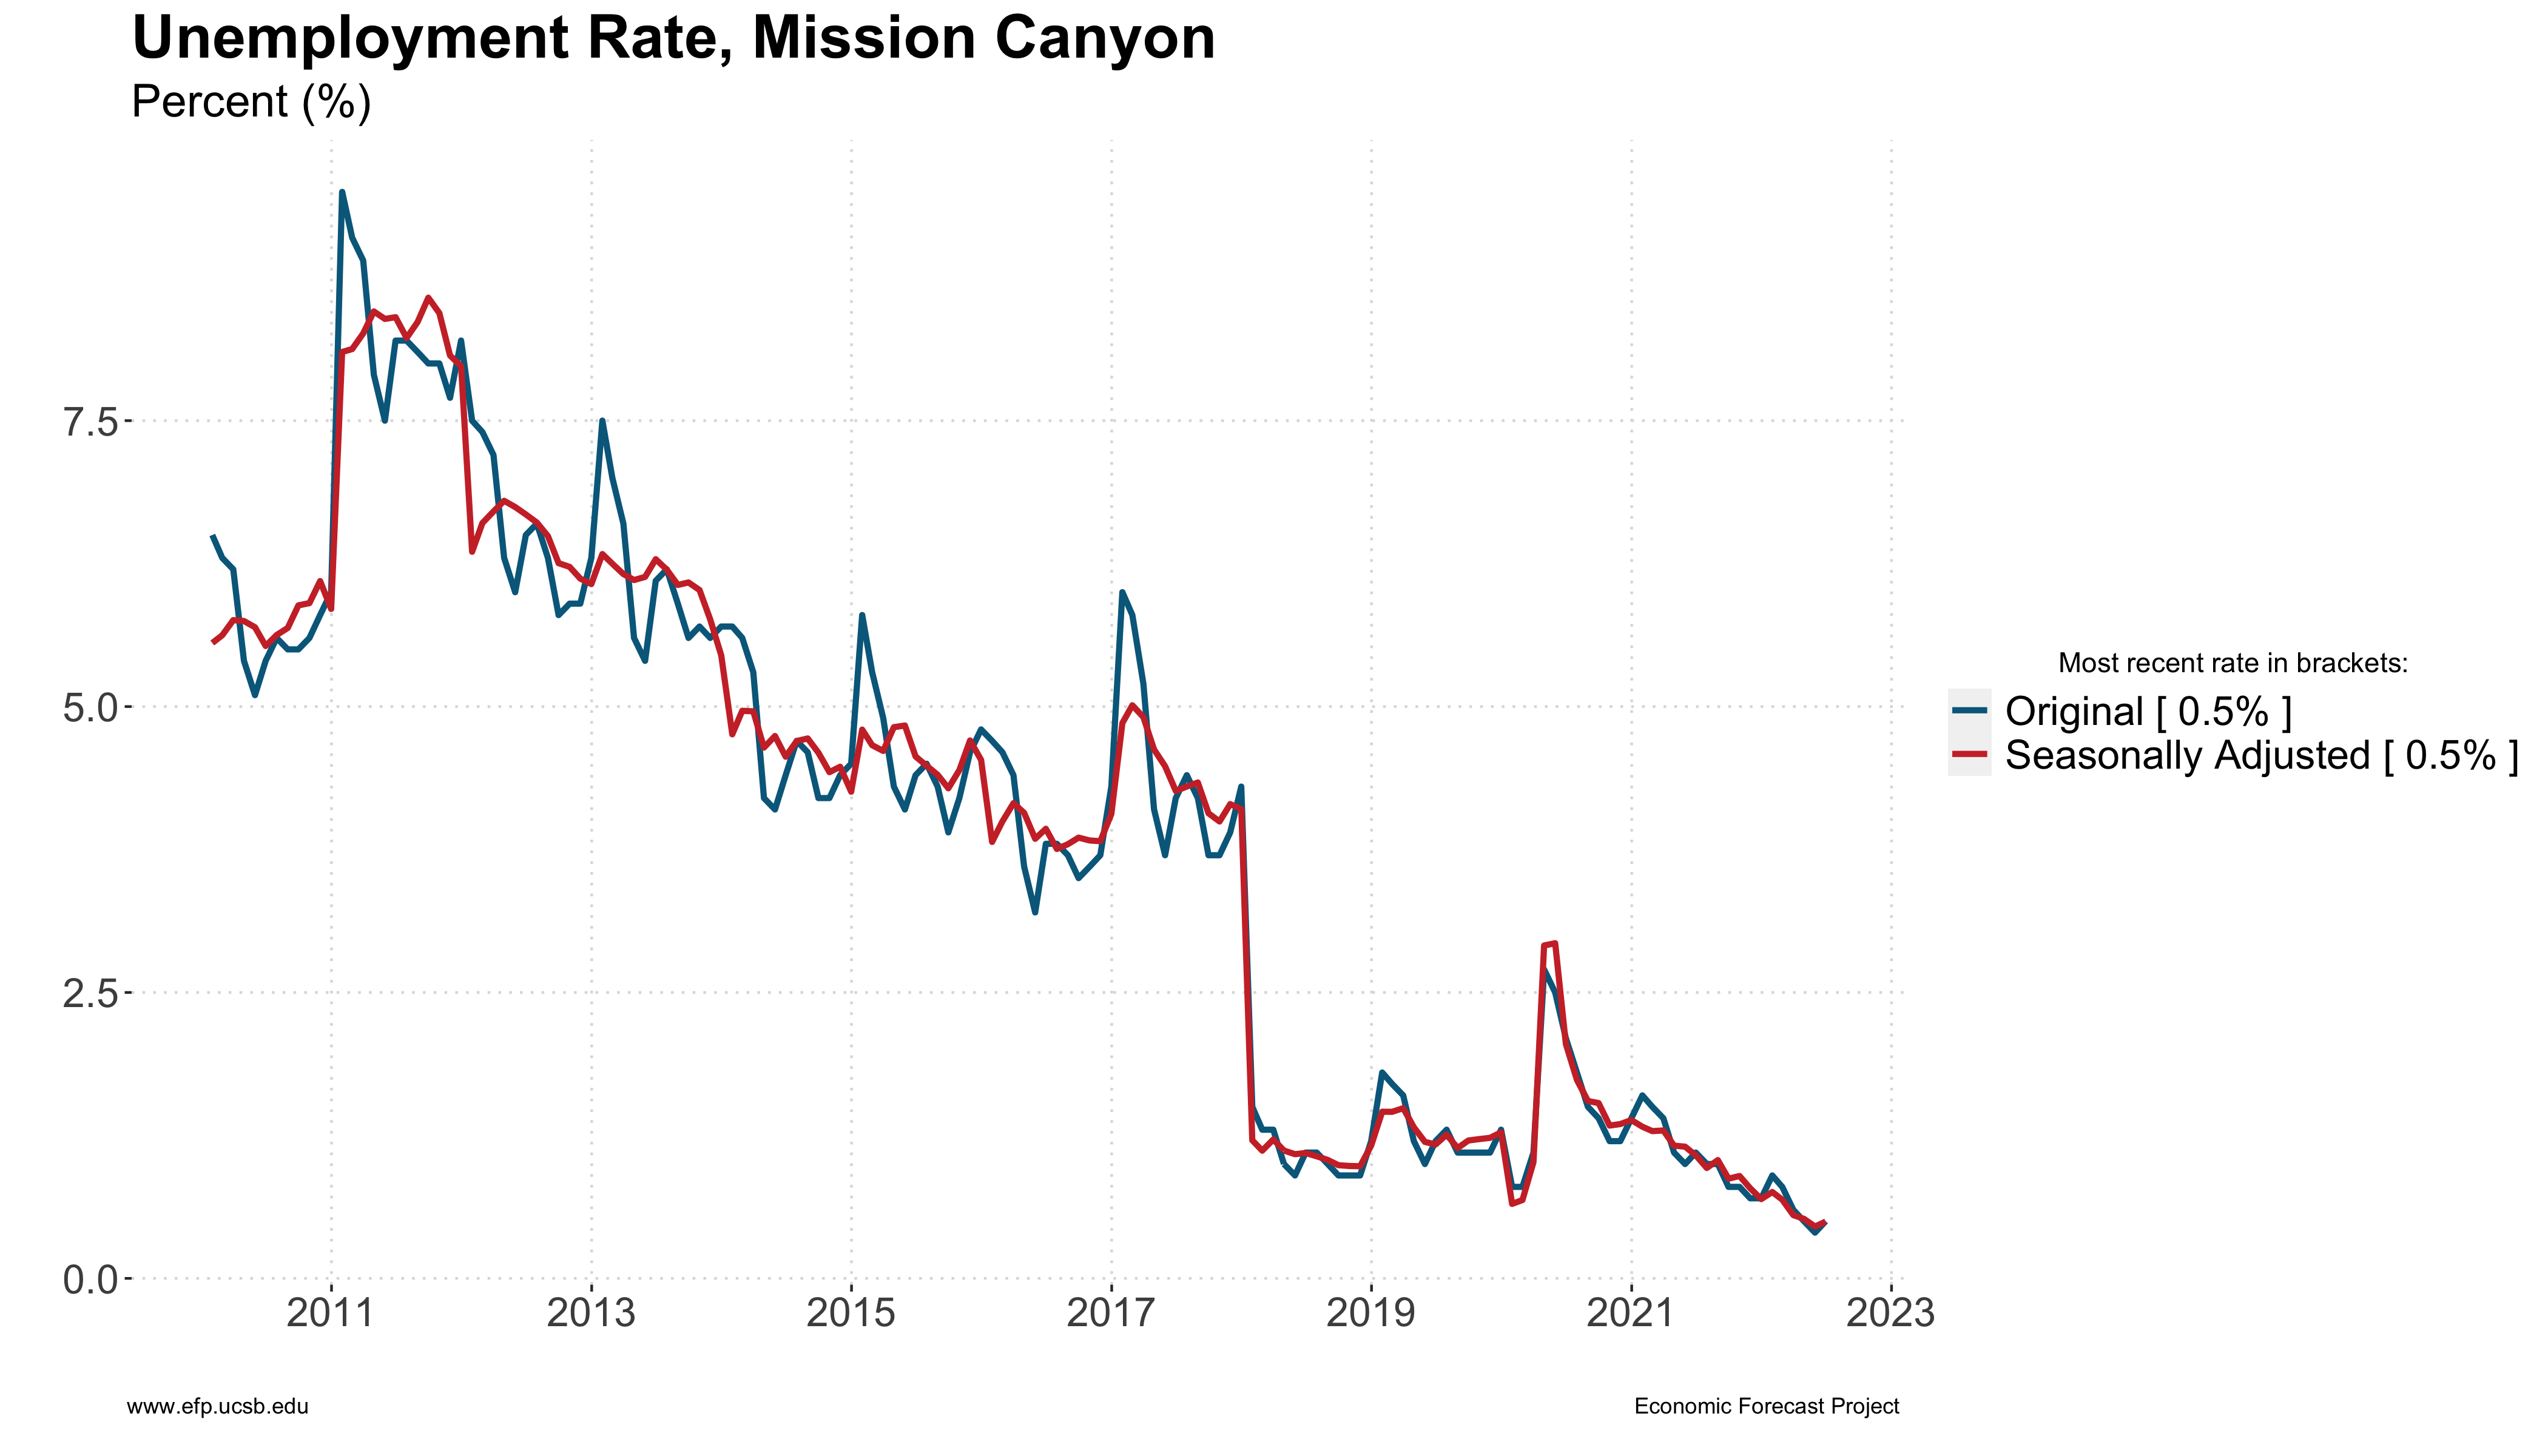 Unemployment Rate, Mission Canyon
Percent (%)
7.5
5.0
2.5
0.0
2011 2013 2015 2017 2019 2021 2023
Most recent rate in brackets:
Original [ 0.5% ]
Seasonally Adjusted [ 0.5% ]
www.efp.ucsb.edu
Economic Forecast Project